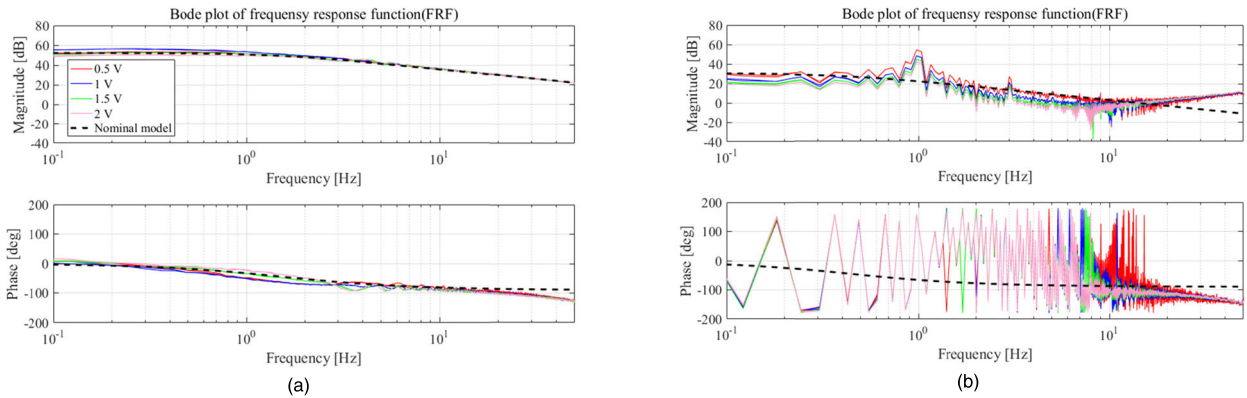 Bode plot of frequensy response function(FRF)
80
60
40
20
0
20
40
Magnitude [dB]
0.5 V
1 V
1.5 V
2 V
Nominal model
10^-1
10^0
10^1
Frequency [Hz]
200
100
0
-100
-200
Phase [deg]
10^-1
10^0
10^1
Frequency [Hz]
(a)
Bode plot of frequensy response function(FRF)
80
60
40
20
0
-20
-40
Magnitude [dB]
10^-1
10^0
10^1
Frequency [Hz]
200
100
0
-100
-200
Phase [deg]
10^-1
10^0
10^1
Frequency [Hz]
(b)